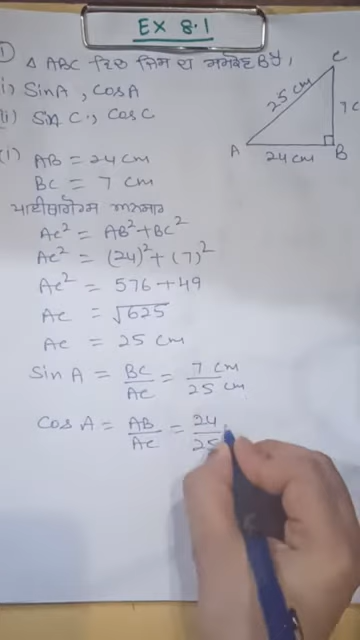 EX 8.1
① Δ ABC ਵਿਚ ਜਿਸ ਦਾ ਸਮਕੋਣ B ਹੈ,
i) Sin A , Cos A
ii) Sin C , Cos C
C
25 cm
7 c
A 24 cm B
(i) AB = 24 cm
BC = 7 cm
ਪਾਈਥਾਗੋਰਸ ਅਨੁਸਾਰ
AC² = AB² + BC²
AC² = (24)² + (7)²
AC² = 576 + 49
AC = √625
AC = 25 cm
Sin A = BC/AC = 7 cm/25 cm
Cos A = AB/AC = 24/25